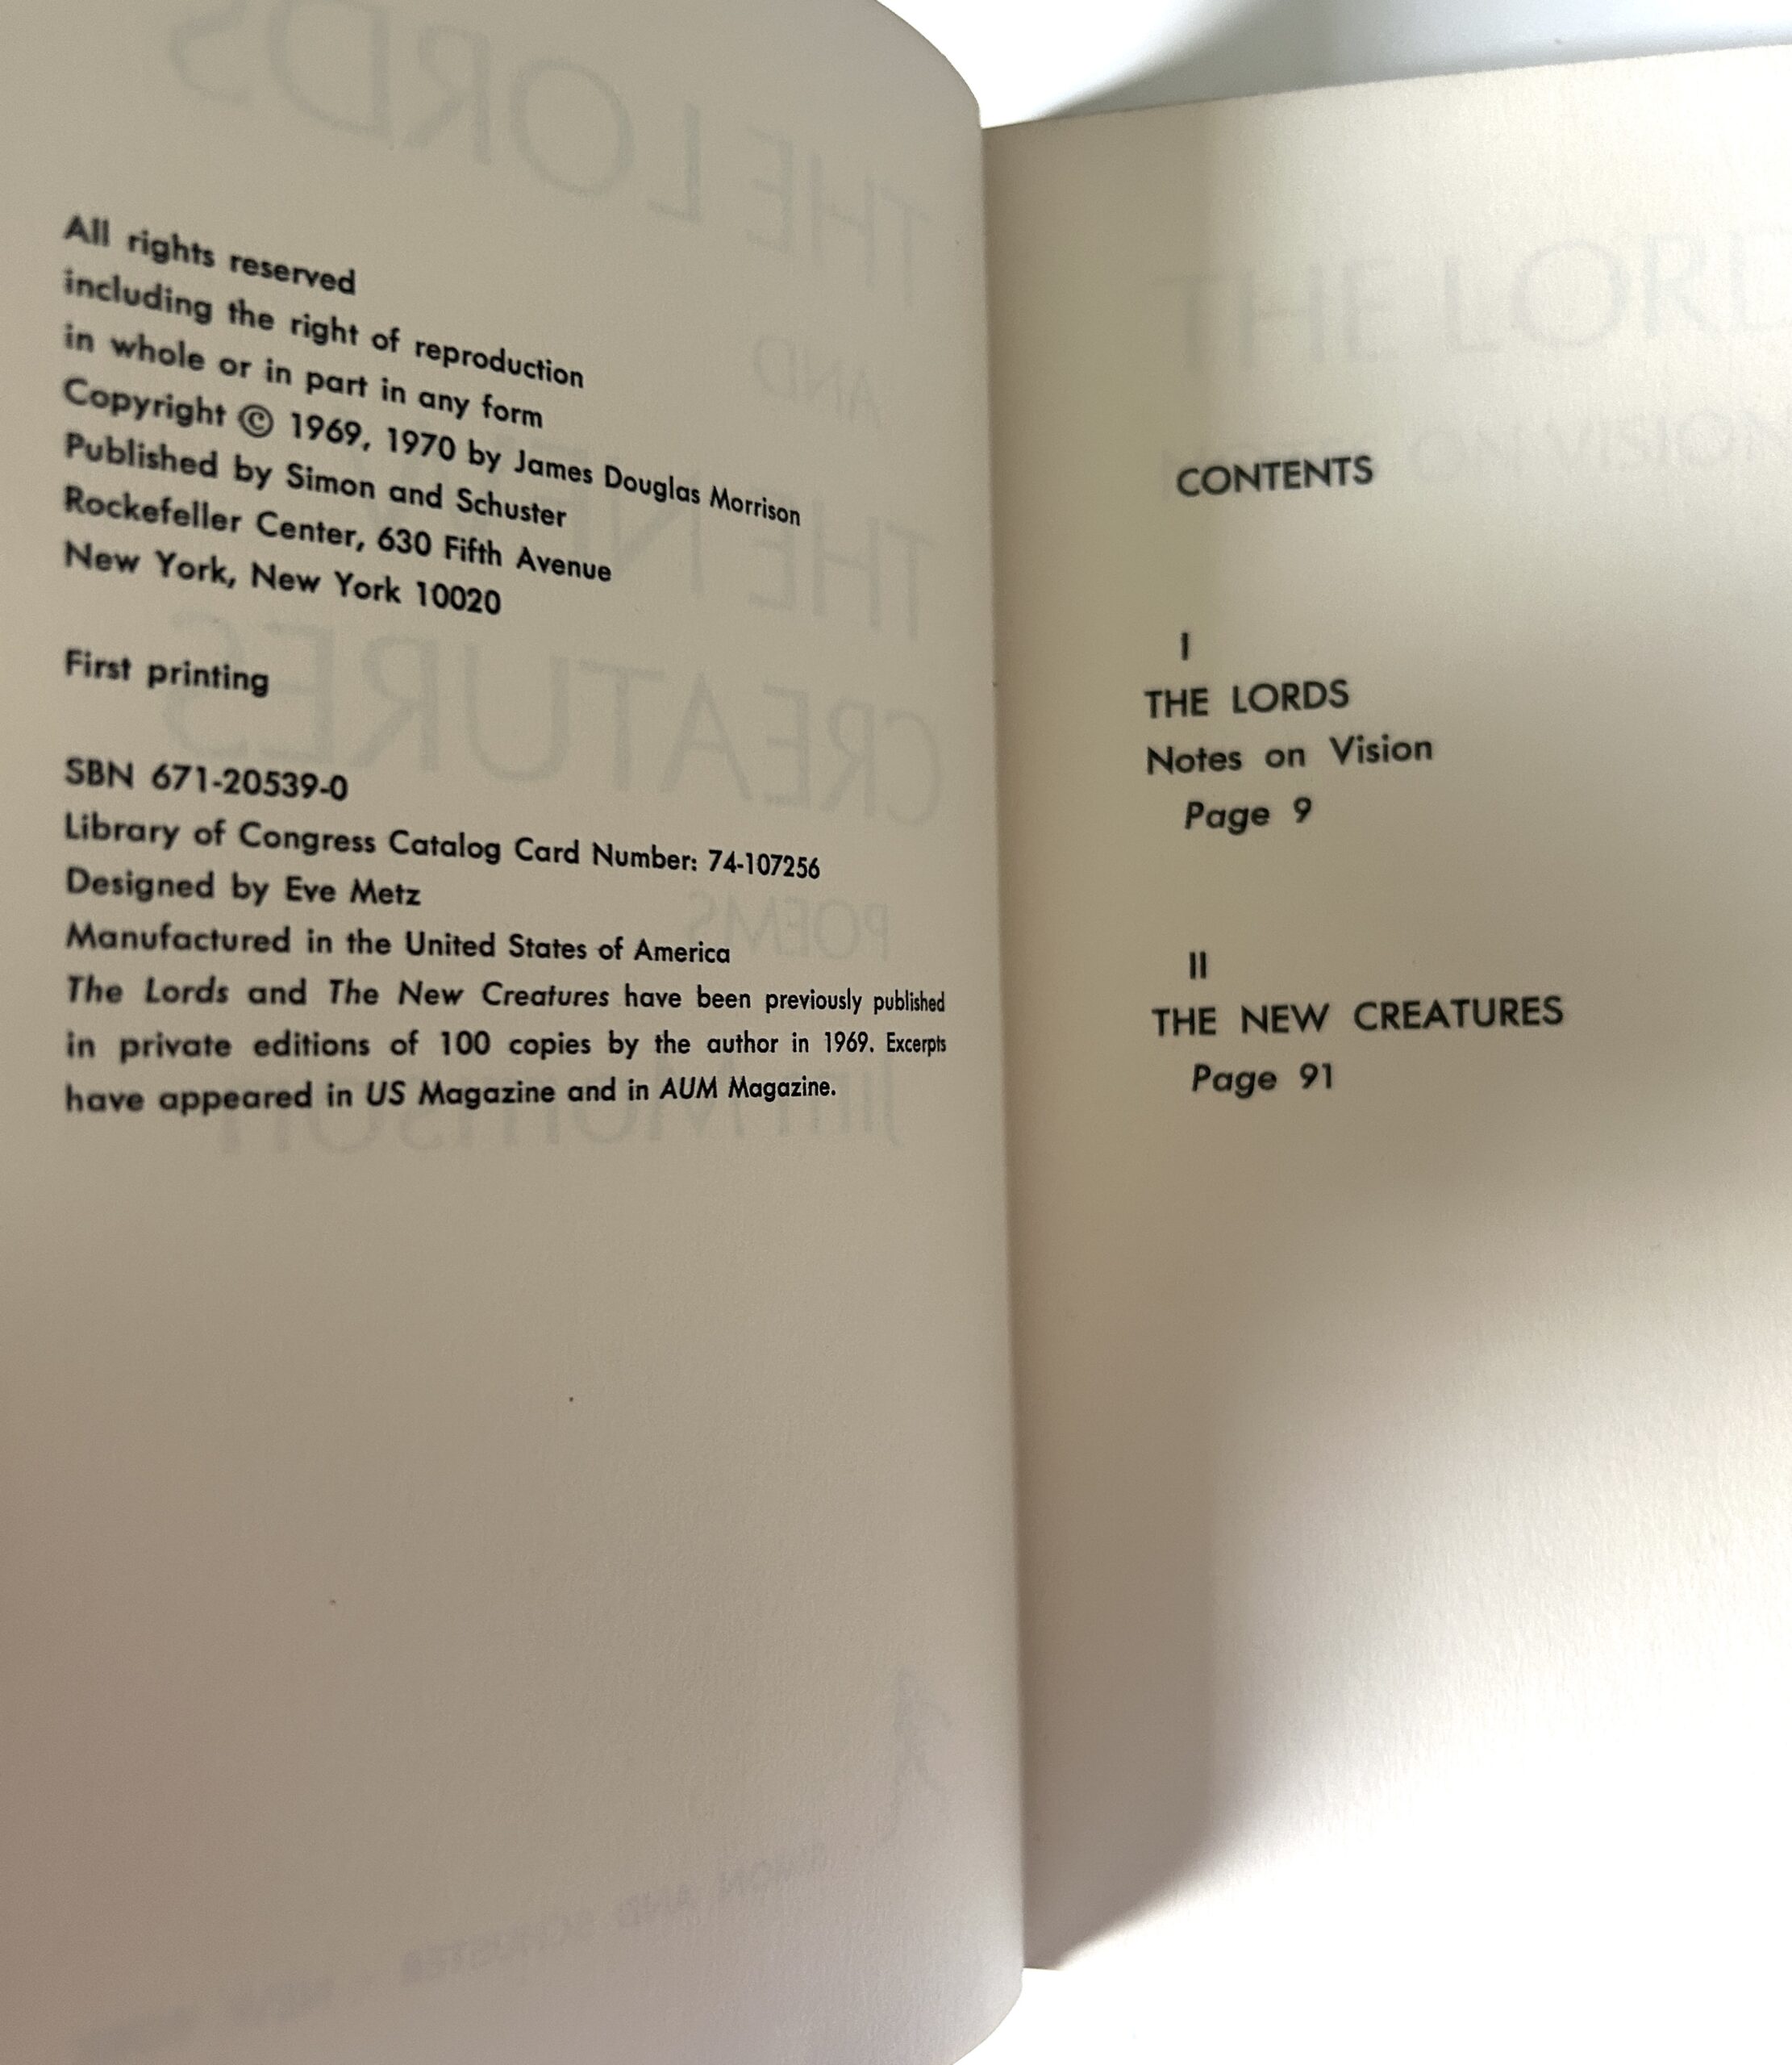 All rights reserved
including the right of reproduction
in whole or in part in any form
Copyright © 1969, 1970 by James Douglas Morrison
Published by Simon and Schuster
Rockefeller Center, 630 Fifth Avenue
New York, New York 10020
First printing
SBN 671-20539-0
Library of Congress Catalog Card Number: 74-107256
Designed by Eve Metz
Manufactured in the United States of America
The Lords and The New Creatures have been previously published
in private editions of 100 copies by the author in 1969. Excerpts
have appeared in US Magazine and in AUM Magazine.
CONTENTS
I
THE LORDS
Notes on Vision
Page 9
II
THE NEW CREATURES
Page 91